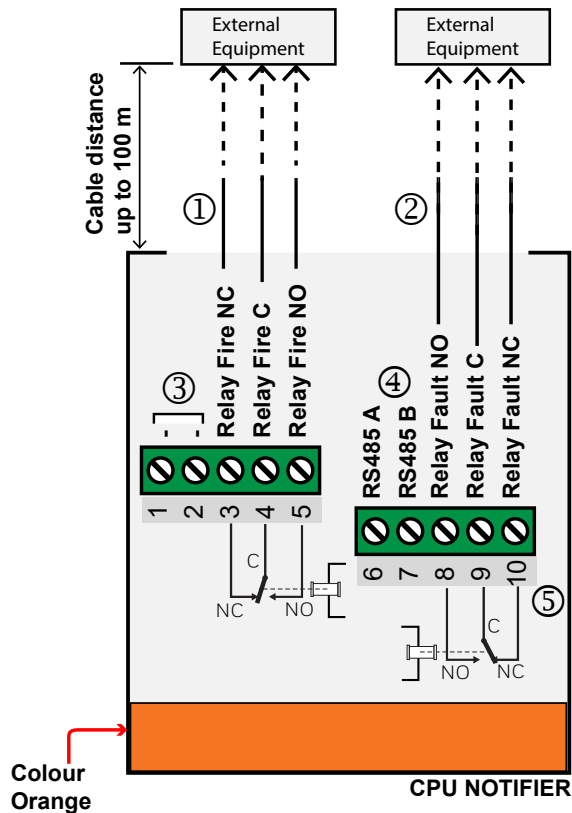 External
Equipment
External
Equipment
Cable distance
up to 100 m
①
②
Relay Fire NC
Relay Fire C
Relay Fire NO
③
- -
④
RS485 A
RS485 B
Relay Fault NO
Relay Fault C
Relay Fault NC
1 2 3 4 5
C
NC NO
6 7 8 9 10
⑤
C
NO NC
Colour
Orange
CPU NOTIFIER